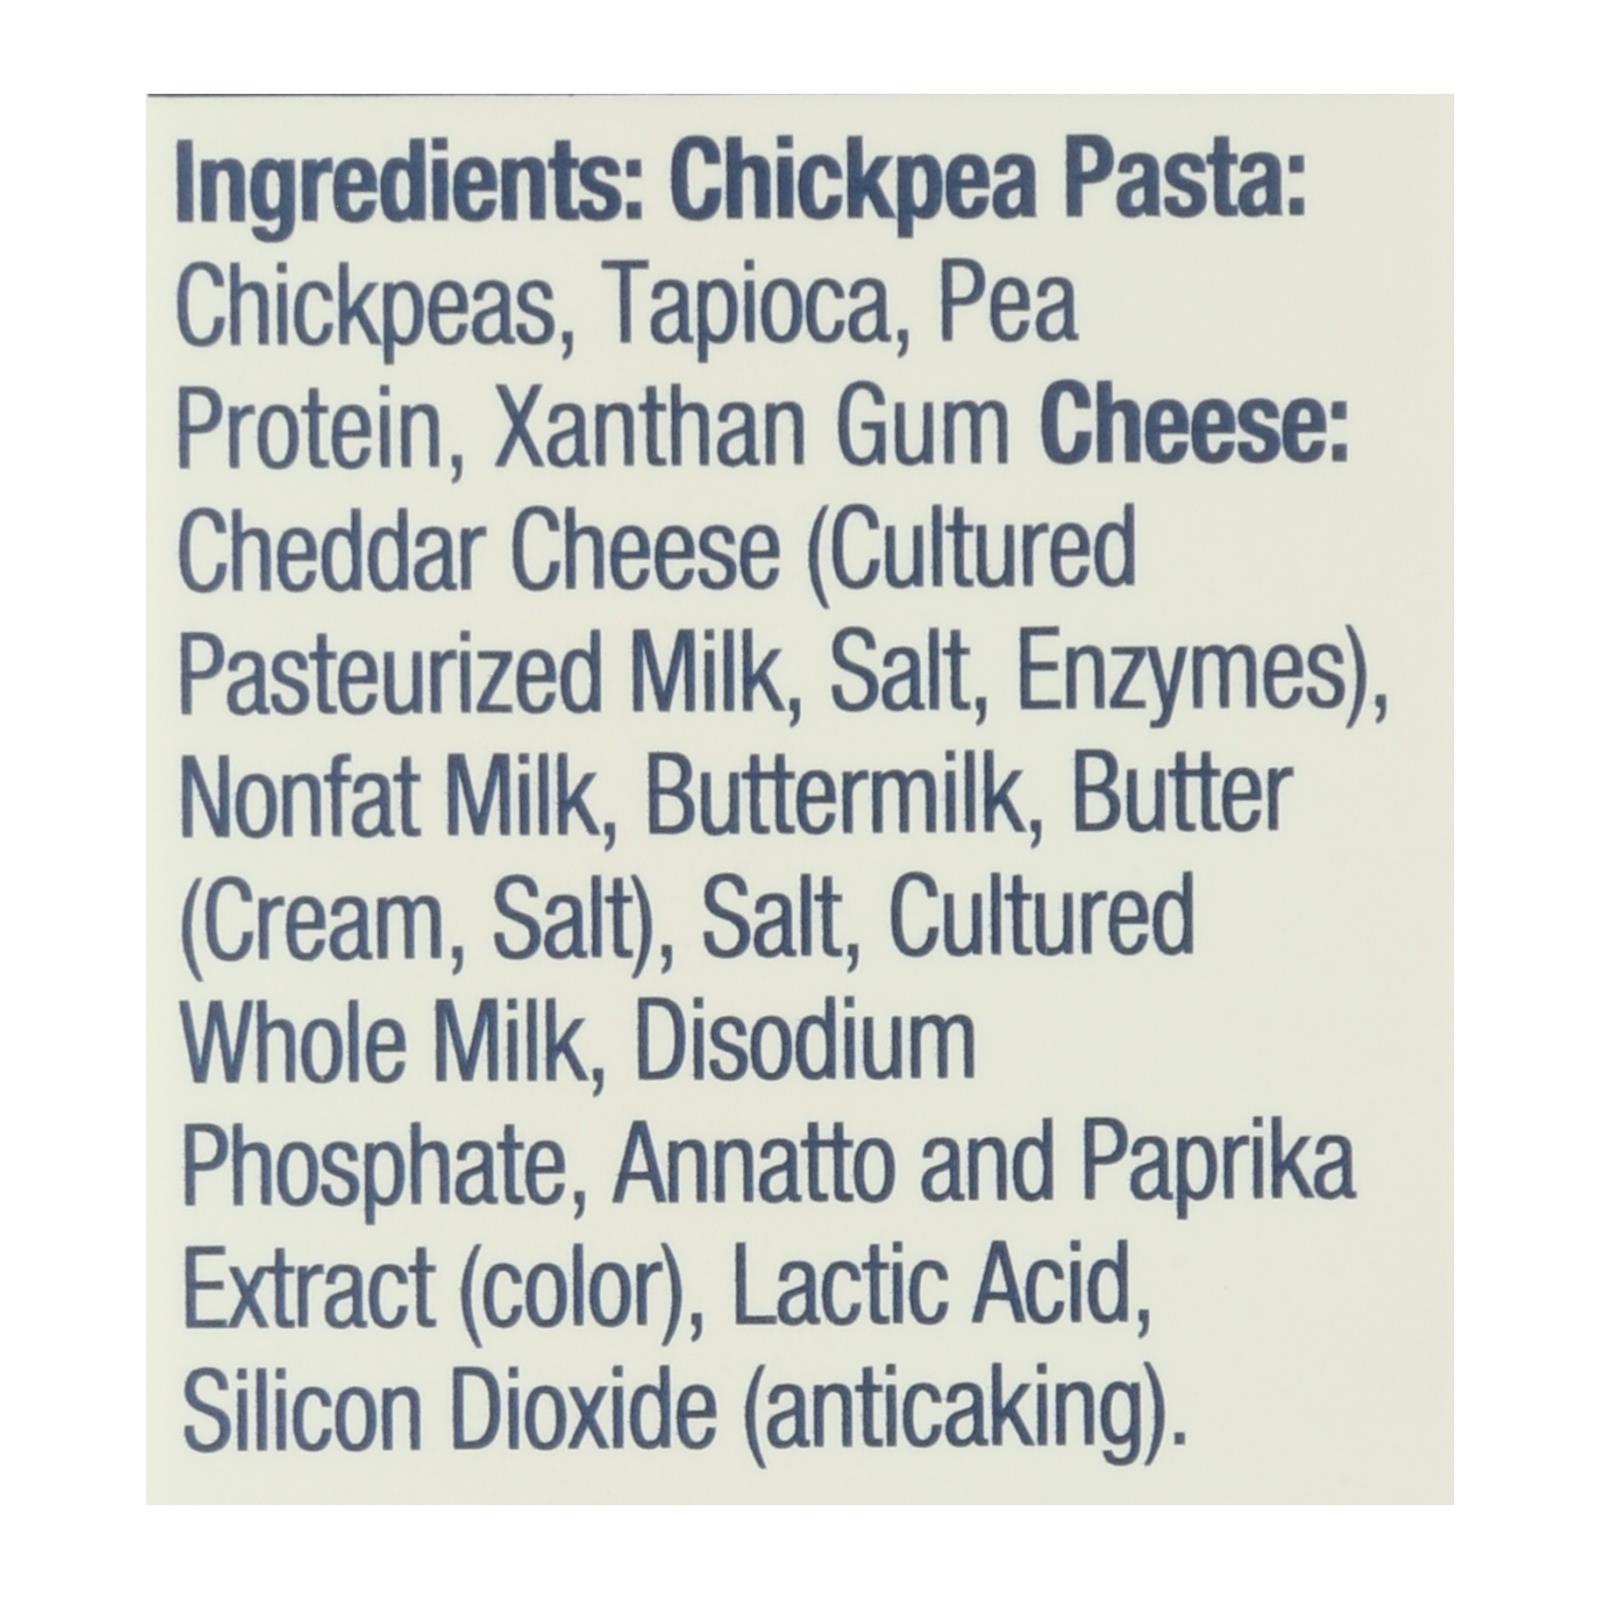 Ingredients: Chickpea Pasta:
Chickpeas, Tapioca, Pea
Protein, Xanthan Gum Cheese:
Cheddar Cheese (Cultured
Pasteurized Milk, Salt, Enzymes),
Nonfat Milk, Buttermilk, Butter
(Cream, Salt), Salt, Cultured
Whole Milk, Disodium
Phosphate, Annatto and Paprika
Extract (color), Lactic Acid,
Silicon Dioxide (anticaking).